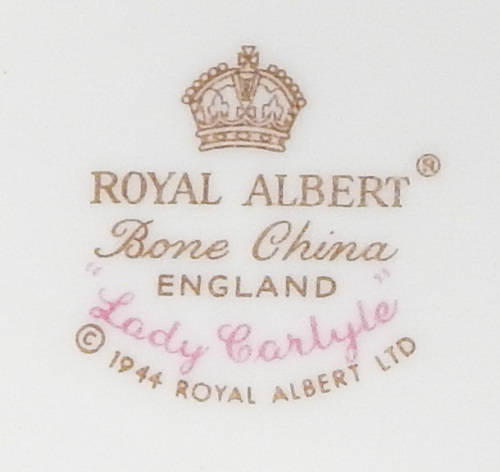 ROYAL ALBERT®
Bone China
ENGLAND
"Lady Carlyle"
© 1944 ROYAL ALBERT LTD